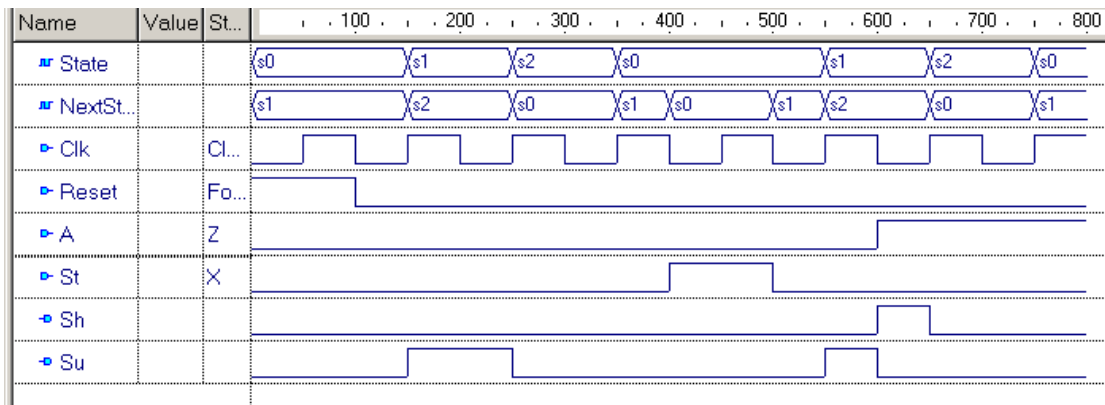 Name Value St... 100 200 300 400 500 600 700 800
State s0 s1 s2 s0 s1 s2 s0
NextSt... s1 s2 s0 s1 s0 s1 s2 s0 s1
Clk Cl...
Reset Fo...
A Z
St X
Sh
Su